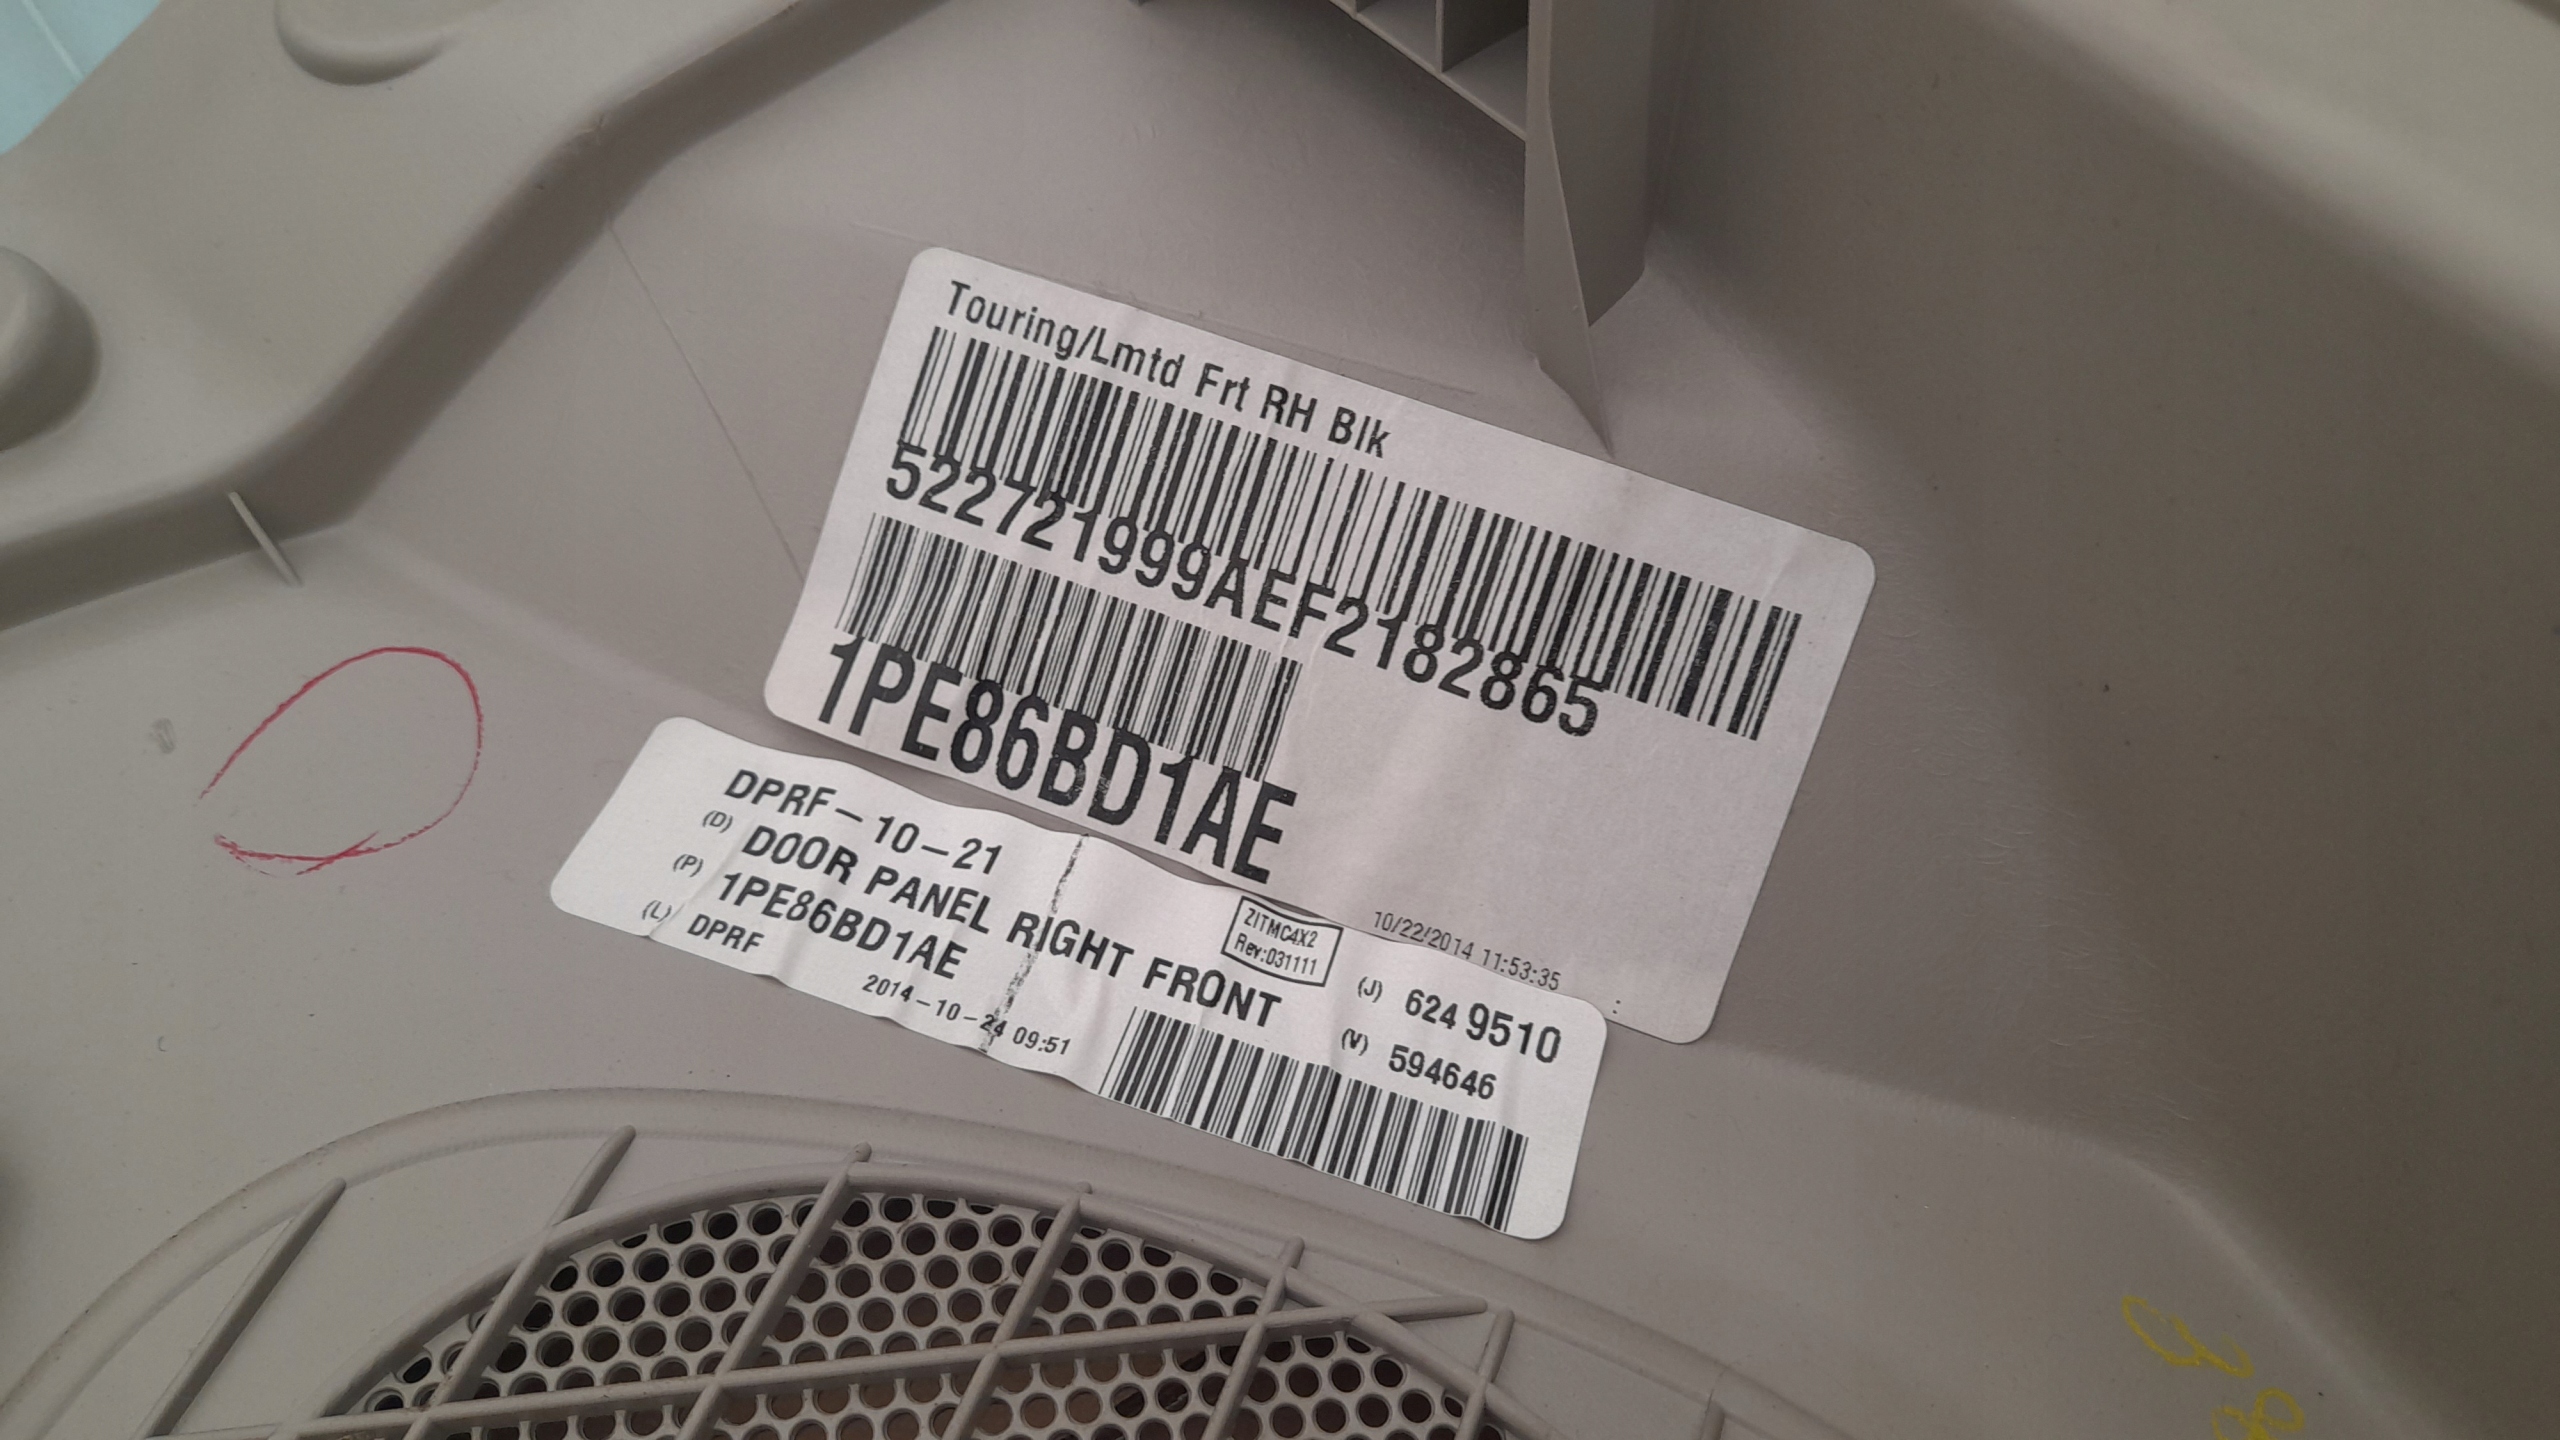 Touring/Lmtd Frt RH Blk
522721999AEF2182865
1PE86BD1AE
10/22/2014 11:53:35
:
DPRF-10-21
(D) DOOR PANEL RIGHT FRONT
(P) 1PE86BD1AE
(L) DPRF
2014-10-24 09:51
ZITMC4X2
Rev:031111
(J) 624 9510
(V) 594646